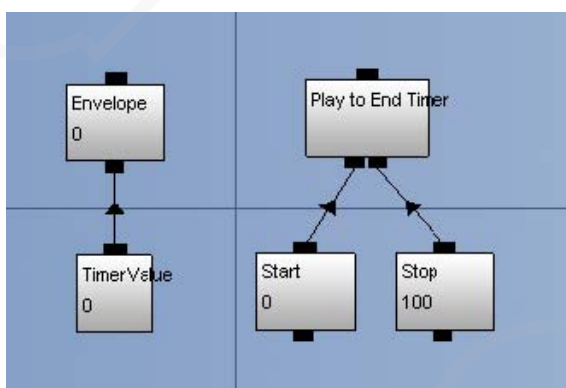 Envelope
0
Play to End Timer
TimerValue
0
Start
0
Stop
100